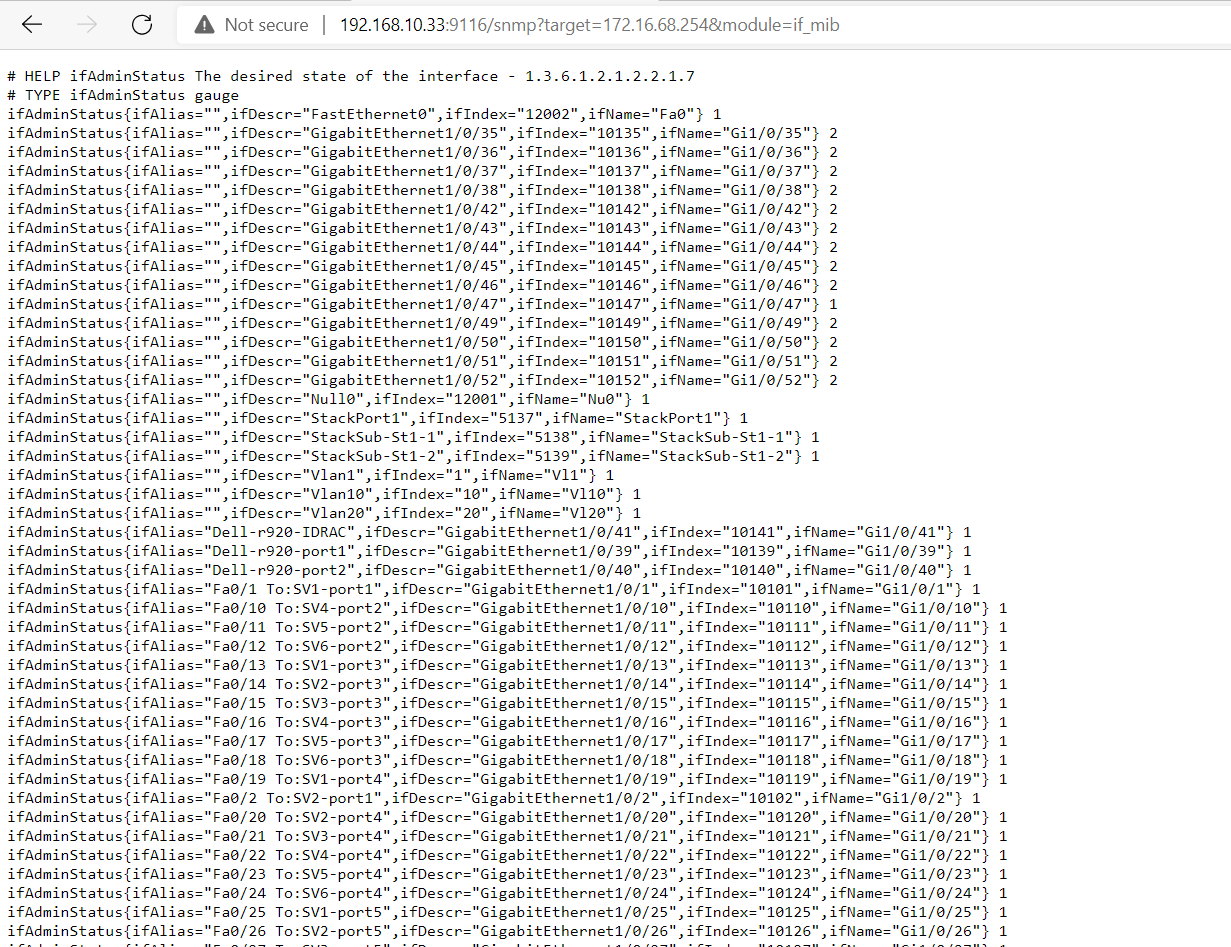 Not secure | 192.168.10.33:9116/snmp?target=172.16.68.254&module=if_mib
# HELP ifAdminStatus The desired state of the interface - 1.3.6.1.2.1.2.2.1.7
# TYPE ifAdminStatus gauge
ifAdminStatus{ifAlias="",ifDescr="FastEthernet0",ifIndex="12002",ifName="Fa0"} 1
ifAdminStatus{ifAlias="",ifDescr="GigabitEthernet1/0/35",ifIndex="10135",ifName="Gi1/0/35"} 2
ifAdminStatus{ifAlias="",ifDescr="GigabitEthernet1/0/36",ifIndex="10136",ifName="Gi1/0/36"} 2
ifAdminStatus{ifAlias="",ifDescr="GigabitEthernet1/0/37",ifIndex="10137",ifName="Gi1/0/37"} 2
ifAdminStatus{ifAlias="",ifDescr="GigabitEthernet1/0/38",ifIndex="10138",ifName="Gi1/0/38"} 2
ifAdminStatus{ifAlias="",ifDescr="GigabitEthernet1/0/42",ifIndex="10142",ifName="Gi1/0/42"} 2
ifAdminStatus{ifAlias="",ifDescr="GigabitEthernet1/0/43",ifIndex="10143",ifName="Gi1/0/43"} 2
ifAdminStatus{ifAlias="",ifDescr="GigabitEthernet1/0/44",ifIndex="10144",ifName="Gi1/0/44"} 2
ifAdminStatus{ifAlias="",ifDescr="GigabitEthernet1/0/45",ifIndex="10145",ifName="Gi1/0/45"} 2
ifAdminStatus{ifAlias="",ifDescr="GigabitEthernet1/0/46",ifIndex="10146",ifName="Gi1/0/46"} 2
ifAdminStatus{ifAlias="",ifDescr="GigabitEthernet1/0/47",ifIndex="10147",ifName="Gi1/0/47"} 1
ifAdminStatus{ifAlias="",ifDescr="GigabitEthernet1/0/49",ifIndex="10149",ifName="Gi1/0/49"} 2
ifAdminStatus{ifAlias="",ifDescr="GigabitEthernet1/0/50",ifIndex="10150",ifName="Gi1/0/50"} 2
ifAdminStatus{ifAlias="",ifDescr="GigabitEthernet1/0/51",ifIndex="10151",ifName="Gi1/0/51"} 2
ifAdminStatus{ifAlias="",ifDescr="GigabitEthernet1/0/52",ifIndex="10152",ifName="Gi1/0/52"} 2
ifAdminStatus{ifAlias="",ifDescr="Null0",ifIndex="12001",ifName="Nu0"} 1
ifAdminStatus{ifAlias="",ifDescr="StackPort1",ifIndex="5137",ifName="StackPort1"} 1
ifAdminStatus{ifAlias="",ifDescr="StackSub-St1-1",ifIndex="5138",ifName="StackSub-St1-1"} 1
ifAdminStatus{ifAlias="",ifDescr="StackSub-St1-2",ifIndex="5139",ifName="StackSub-St1-2"} 1
ifAdminStatus{ifAlias="",ifDescr="Vlan1",ifIndex="1",ifName="Vl1"} 1
ifAdminStatus{ifAlias="",ifDescr="Vlan10",ifIndex="10",ifName="Vl10"} 1
ifAdminStatus{ifAlias="",ifDescr="Vlan20",ifIndex="20",ifName="Vl20"} 1
ifAdminStatus{ifAlias="Dell-r920-IDRAC",ifDescr="GigabitEthernet1/0/41",ifIndex="10141",ifName="Gi1/0/41"} 1
ifAdminStatus{ifAlias="Dell-r920-port1",ifDescr="GigabitEthernet1/0/39",ifIndex="10139",ifName="Gi1/0/39"} 1
ifAdminStatus{ifAlias="Dell-r920-port2",ifDescr="GigabitEthernet1/0/40",ifIndex="10140",ifName="Gi1/0/40"} 1
ifAdminStatus{ifAlias="Fa0/1 To:SV1-port1",ifDescr="GigabitEthernet1/0/1",ifIndex="10101",ifName="Gi1/0/1"} 1
ifAdminStatus{ifAlias="Fa0/10 To:SV4-port2",ifDescr="GigabitEthernet1/0/10",ifIndex="10110",ifName="Gi1/0/10"} 1
ifAdminStatus{ifAlias="Fa0/11 To:SV5-port2",ifDescr="GigabitEthernet1/0/11",ifIndex="10111",ifName="Gi1/0/11"} 1
ifAdminStatus{ifAlias="Fa0/12 To:SV6-port2",ifDescr="GigabitEthernet1/0/12",ifIndex="10112",ifName="Gi1/0/12"} 1
ifAdminStatus{ifAlias="Fa0/13 To:SV1-port3",ifDescr="GigabitEthernet1/0/13",ifIndex="10113",ifName="Gi1/0/13"} 1
ifAdminStatus{ifAlias="Fa0/14 To:SV2-port3",ifDescr="GigabitEthernet1/0/14",ifIndex="10114",ifName="Gi1/0/14"} 1
ifAdminStatus{ifAlias="Fa0/15 To:SV3-port3",ifDescr="GigabitEthernet1/0/15",ifIndex="10115",ifName="Gi1/0/15"} 1
ifAdminStatus{ifAlias="Fa0/16 To:SV4-port3",ifDescr="GigabitEthernet1/0/16",ifIndex="10116",ifName="Gi1/0/16"} 1
ifAdminStatus{ifAlias="Fa0/17 To:SV5-port3",ifDescr="GigabitEthernet1/0/17",ifIndex="10117",ifName="Gi1/0/17"} 1
ifAdminStatus{ifAlias="Fa0/18 To:SV6-port3",ifDescr="GigabitEthernet1/0/18",ifIndex="10118",ifName="Gi1/0/18"} 1
ifAdminStatus{ifAlias="Fa0/19 To:SV1-port4",ifDescr="GigabitEthernet1/0/19",ifIndex="10119",ifName="Gi1/0/19"} 1
ifAdminStatus{ifAlias="Fa0/2 To:SV2-port1",ifDescr="GigabitEthernet1/0/2",ifIndex="10102",ifName="Gi1/0/2"} 1
ifAdminStatus{ifAlias="Fa0/20 To:SV2-port4",ifDescr="GigabitEthernet1/0/20",ifIndex="10120",ifName="Gi1/0/20"} 1
ifAdminStatus{ifAlias="Fa0/21 To:SV3-port4",ifDescr="GigabitEthernet1/0/21",ifIndex="10121",ifName="Gi1/0/21"} 1
ifAdminStatus{ifAlias="Fa0/22 To:SV4-port4",ifDescr="GigabitEthernet1/0/22",ifIndex="10122",ifName="Gi1/0/22"} 1
ifAdminStatus{ifAlias="Fa0/23 To:SV5-port4",ifDescr="GigabitEthernet1/0/23",ifIndex="10123",ifName="Gi1/0/23"} 1
ifAdminStatus{ifAlias="Fa0/24 To:SV6-port4",ifDescr="GigabitEthernet1/0/24",ifIndex="10124",ifName="Gi1/0/24"} 1
ifAdminStatus{ifAlias="Fa0/25 To:SV1-port5",ifDescr="GigabitEthernet1/0/25",ifIndex="10125",ifName="Gi1/0/25"} 1
ifAdminStatus{ifAlias="Fa0/26 To:SV2-port5",ifDescr="GigabitEthernet1/0/26",ifIndex="10126",ifName="Gi1/0/26"} 1